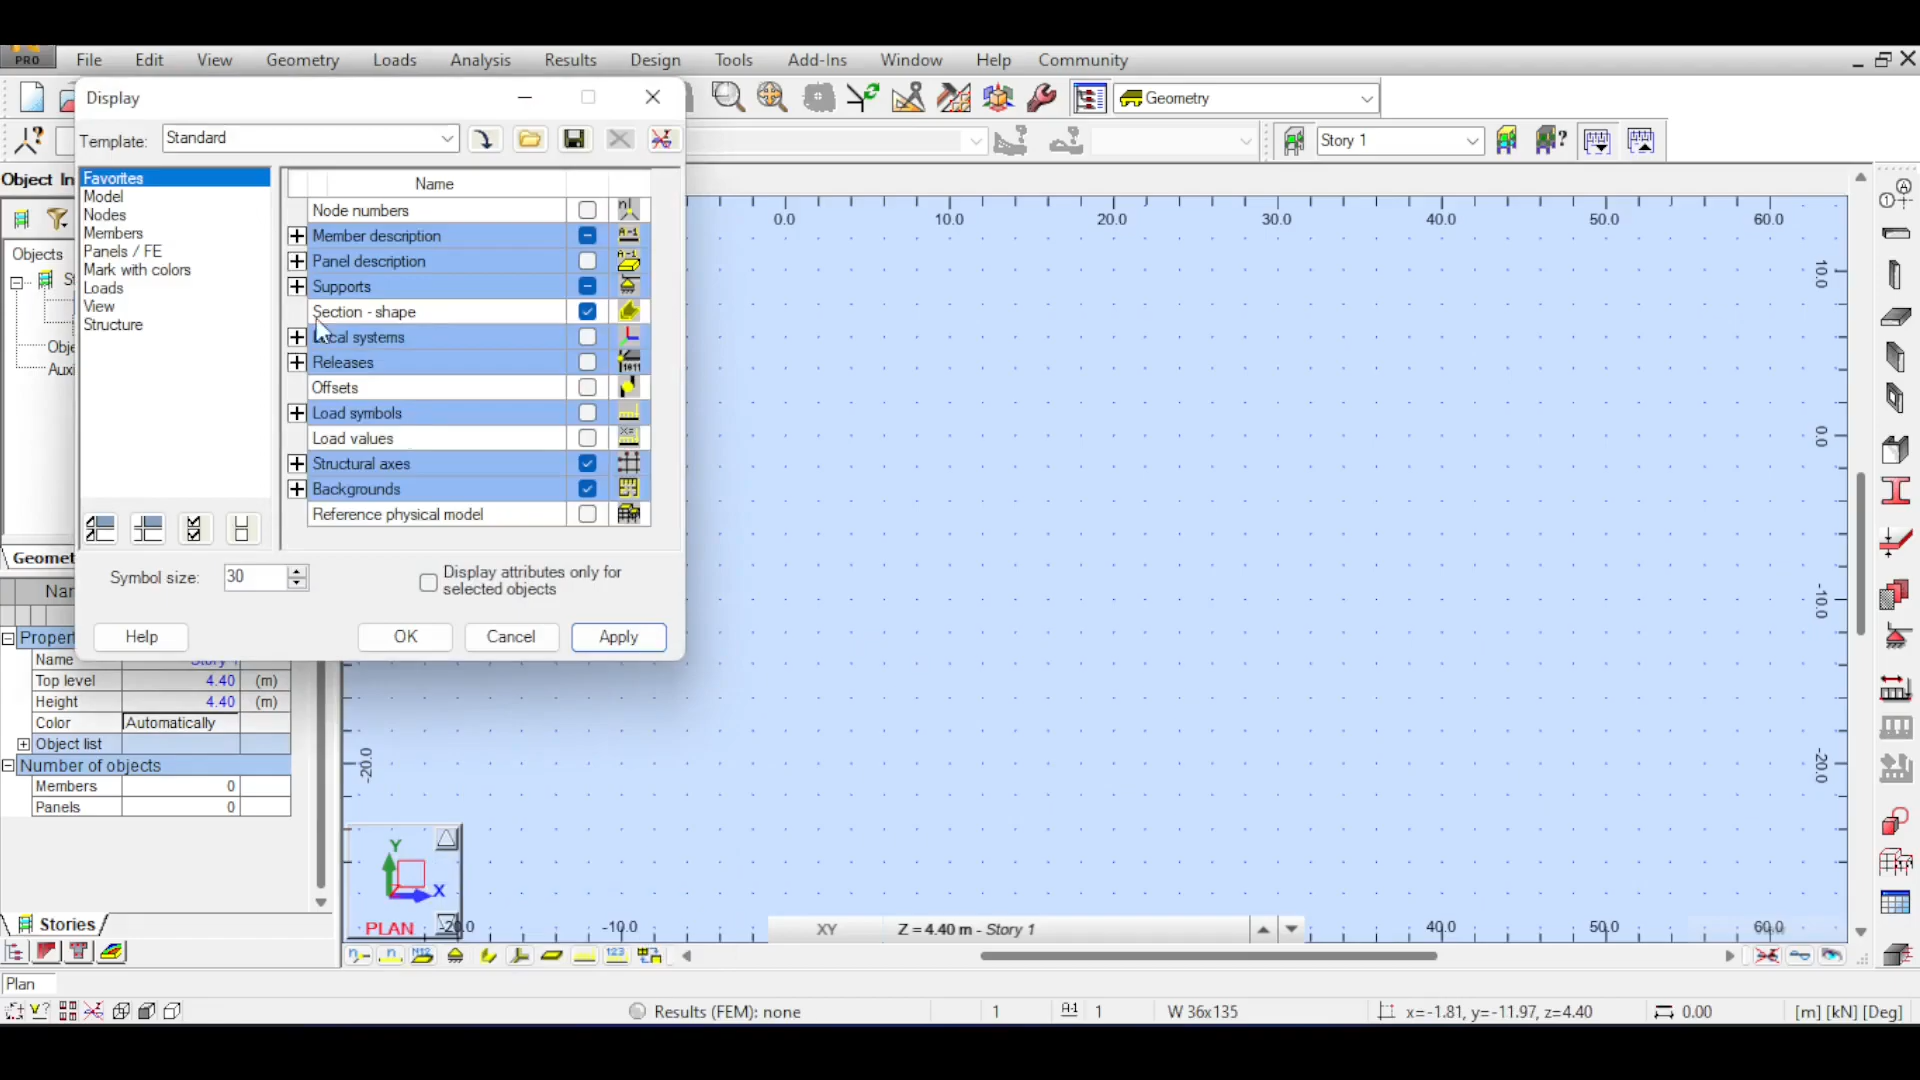 PRO
File Edit View Geometry Loads Analysis Results Design Tools Add-Ins Window Help Community
Display
Geometry
Template: Standard
Story 1
Object In
Favorites
Model
Nodes
Members
Panels / FE
Mark with colors
Loads
View
Structure
Name
Node numbers
Member description
Panel description
Supports
Section - shape
Local systems
Releases
Offsets
Load symbols
Load values
Structural axes
Backgrounds
Reference physical model
Objects
St
Obje
Auxi
Symbol size: 30
Display attributes only for
selected objects
Help OK Cancel Apply
0.0 10.0 20.0 30.0 40.0 50.0 60.0
10.0
0.0
-10.0
-20.0
-20.0
Geomet
Nar
Propert
Name Story 1
Top level 4.40 (m)
Height 4.40 (m)
Color Automatically
Object list
Number of objects
Members 0
Panels 0
Y
X
PLAN
-20.0 -10.0 40.0 50.0 60.0
XY Z = 4.40 m - Story 1
Stories
Plan
Results (FEM): none 1 1 W 36x135 x=-1.81, y=-11.97, z=4.40 0.00 [m] [kN] [Deg]